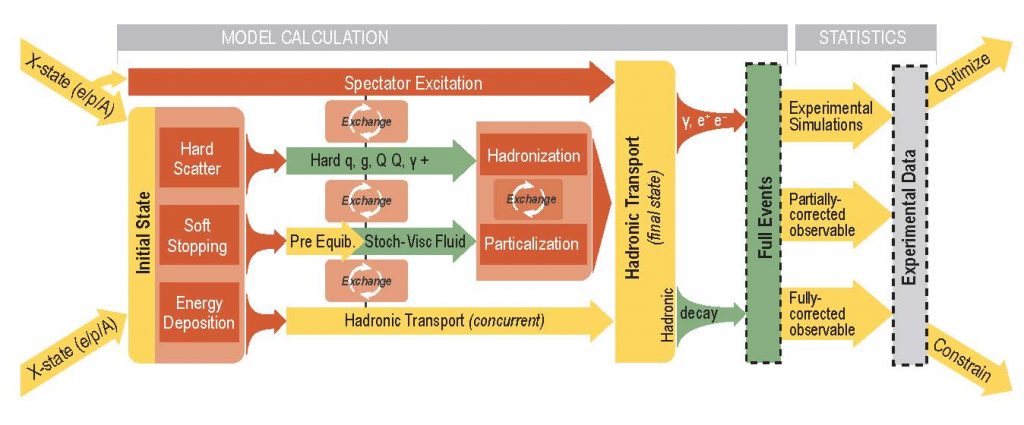 MODEL CALCULATION
STATISTICS
X-state (e/p/A)
Spectator Excitation
Optimize
Exchange
Initial State
Hard
Scatter
Hard q, g, Q Q, γ +
Hadronization
Exchange
Exchange
Soft
Stopping
Pre Equib.
Stoch-Visc Fluid
Particalization
Exchange
Energy
Deposition
Hadronic Transport (concurrent)
Hadronic Transport
(final state)
γ, e⁺ e⁻
Hadronic
decay
Full Events
Experimental
Simulations
Partially-
corrected
observable
Fully-
corrected
observable
Experimental Data
X-state (e/p/A)
Constrain